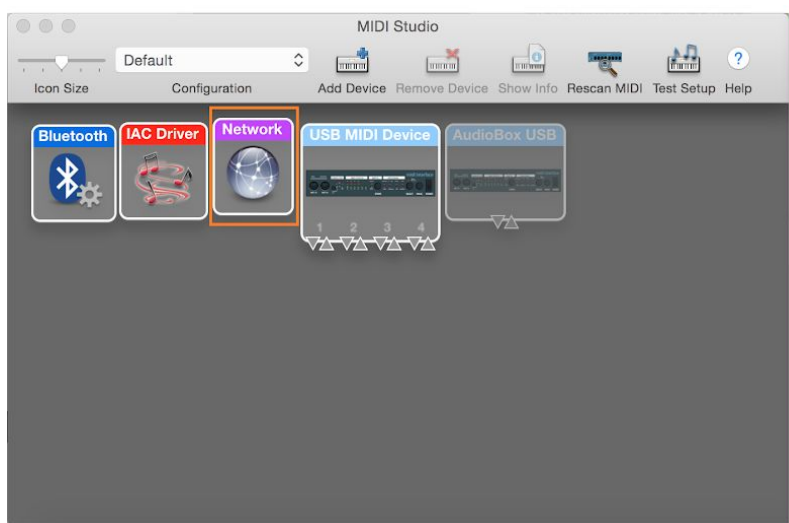 MIDI Studio
Default
?
Icon Size
Configuration
Add Device
Remove Device
Show Info
Rescan MIDI
Test Setup
Help
Bluetooth
IAC Driver
Network
USB MIDI Device
AudioBox USB
1 2 3 4